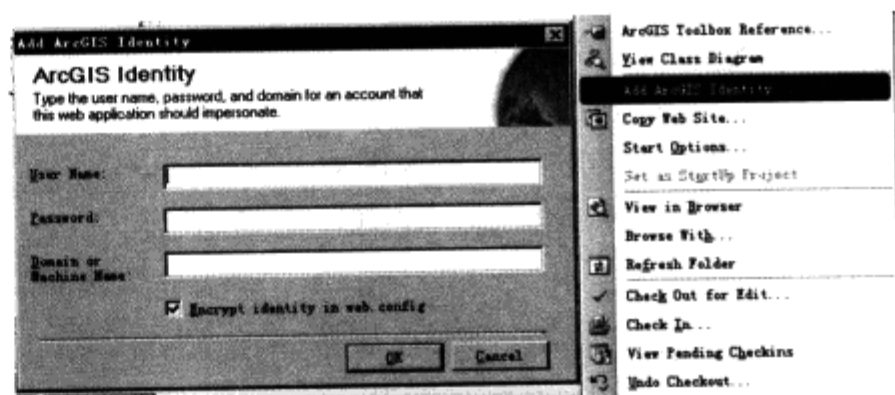 Add ArcGIS Identity
ArcGIS Identity
Type the user name, password, and domain for an account that
this web application should impersonate.
User Name:
Password:
Domain or
Machine Name:
Encrypt identity in web.config
OK
Cancel
ArcGIS Toolbox Reference...
View Class Diagram
Add ArcGIS Identity
Copy Web Site...
Start Options...
Set as StartUp Project
View in Browser
Browse With...
Refresh Folder
Check Out for Edit...
Check In...
View Pending Checkins
Undo Checkout...